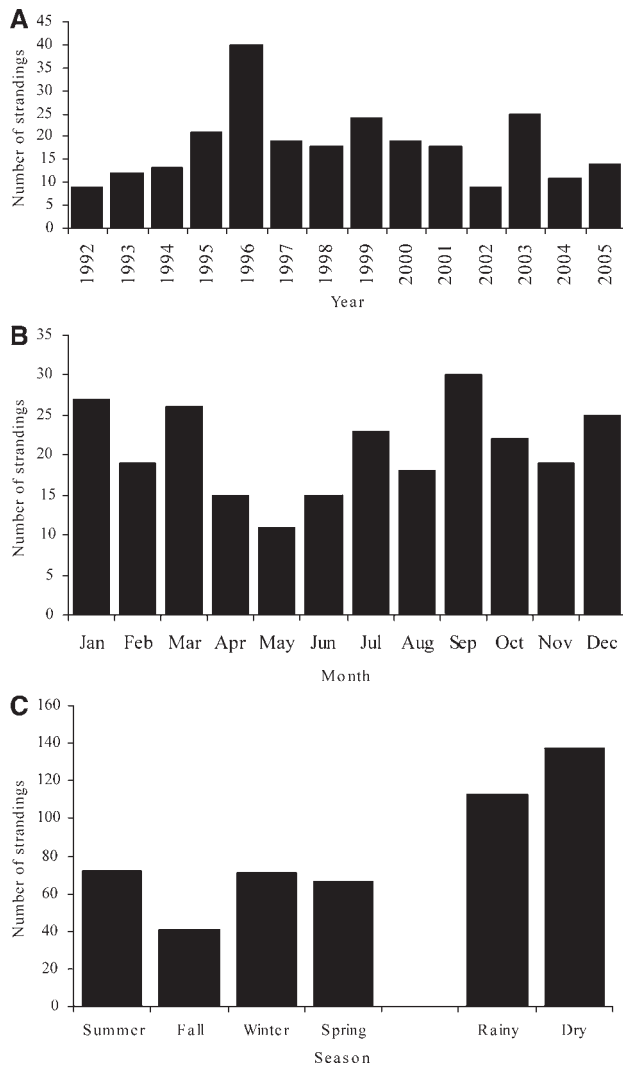 A
Number of strandings
45
40
35
30
25
20
15
10
5
0
1992 1993 1994 1995 1996 1997 1998 1999 2000 2001 2002 2003 2004 2005
Year
B
Number of strandings
35
30
25
20
15
10
5
0
Jan Feb Mar Apr May Jun Jul Aug Sep Oct Nov Dec
Month
C
Number of strandings
160
140
120
100
80
60
40
20
0
Summer Fall Winter Spring Rainy Dry
Season